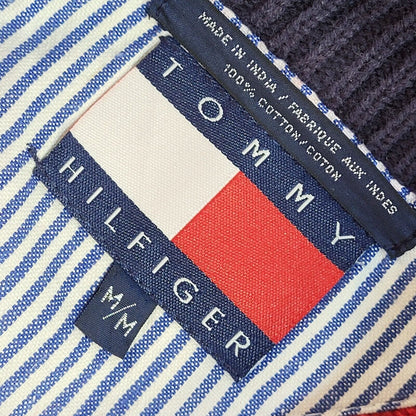 MADE IN INDIA / FABRIQUE AUX INDES
100% COTTON / COTON
TOMMY
HILFIGER
M/M